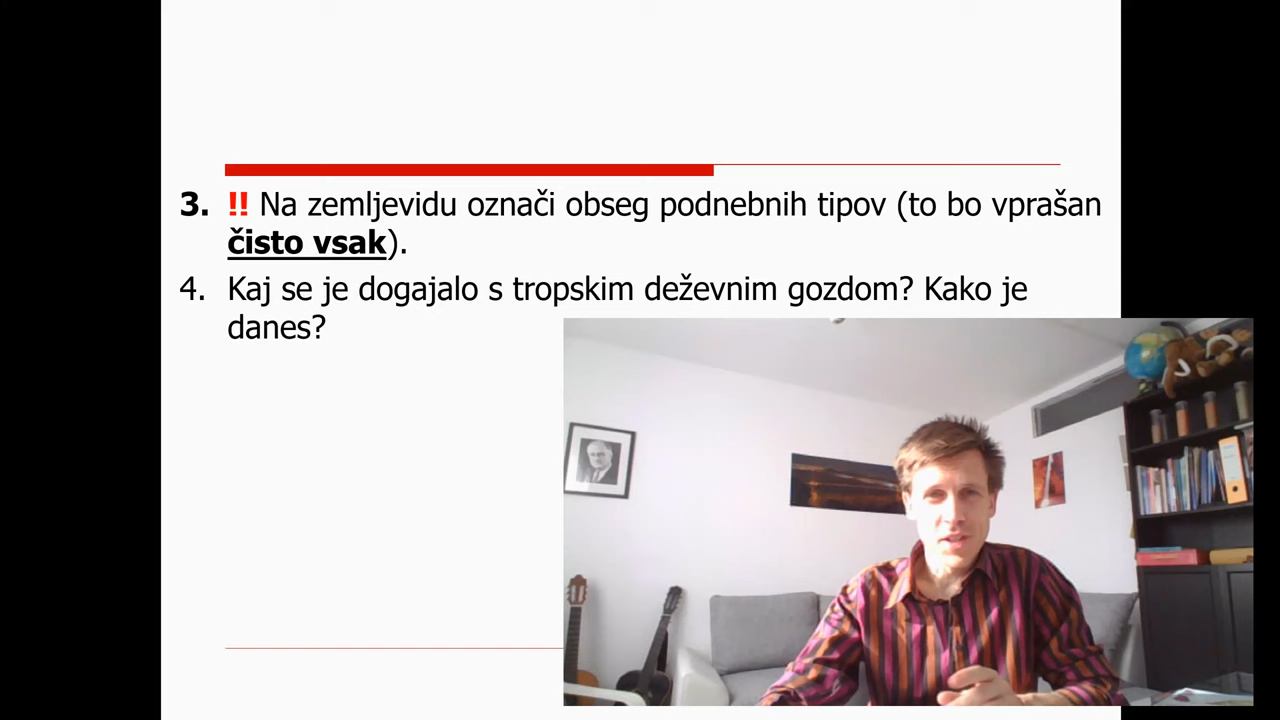 3. !! Na zemljevidu označi obseg podnebnih tipov (to bo vprašan
čisto vsak).
4. Kaj se je dogajalo s tropskim deževnim gozdom? Kako je
danes?